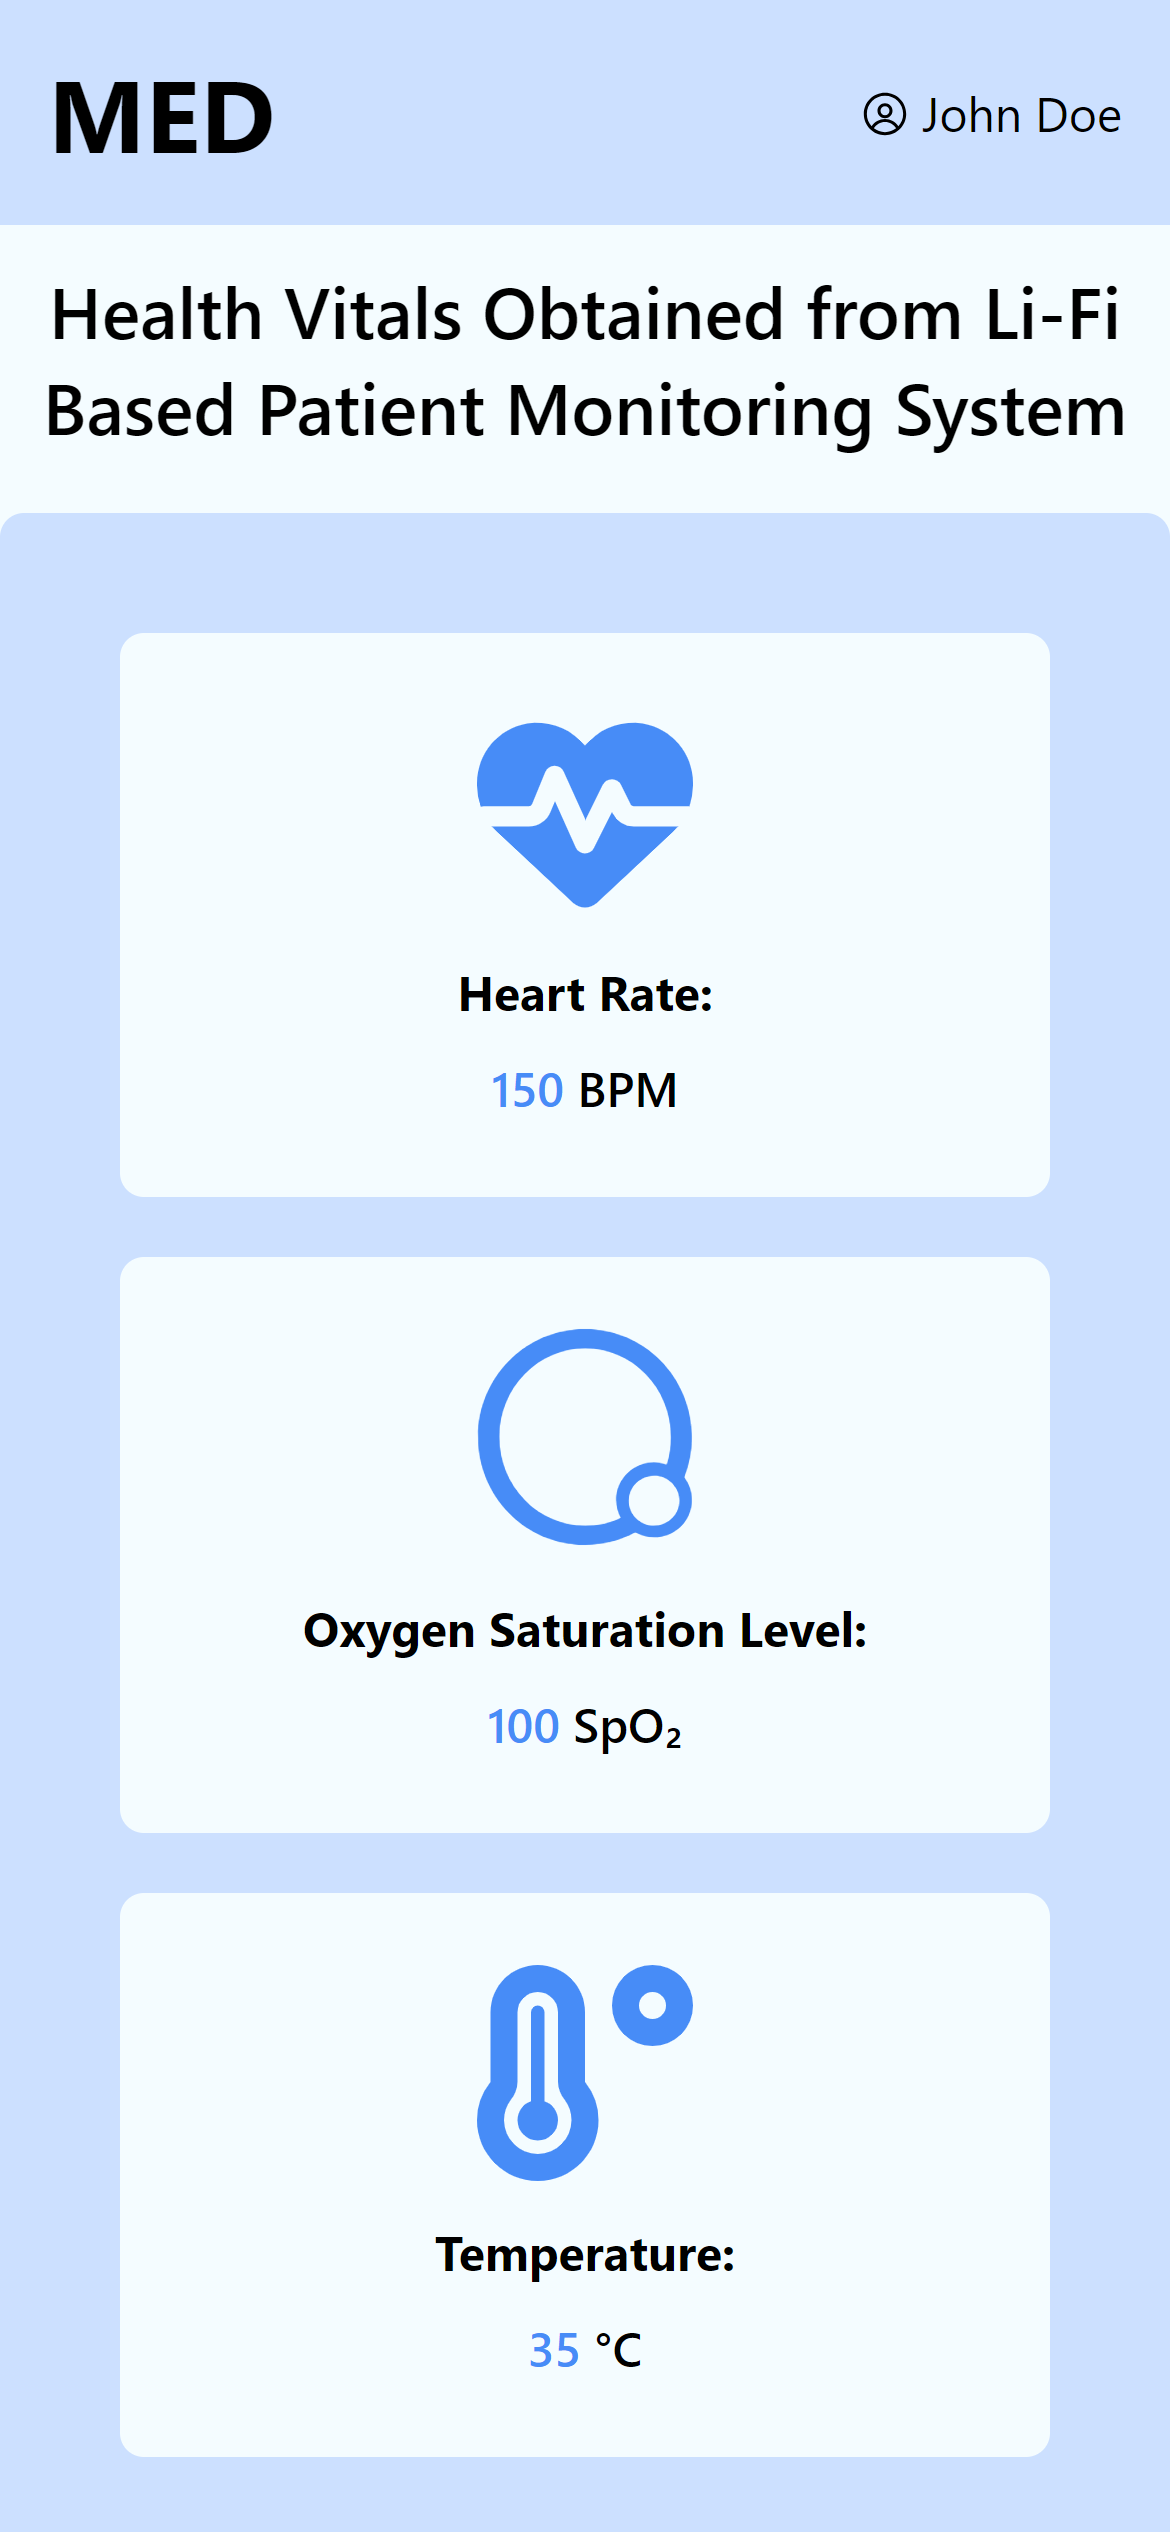 MED
John Doe
Health Vitals Obtained from Li-Fi
Based Patient Monitoring System
Heart Rate:
150 BPM
Oxygen Saturation Level:
100 SpO₂
Temperature:
35 °C